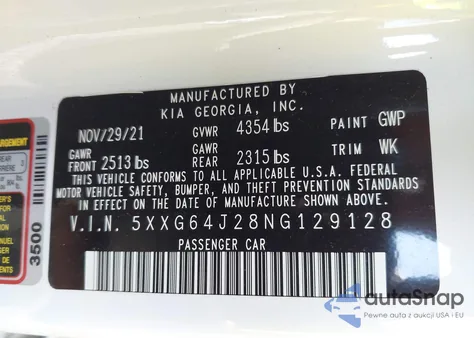 MANUFACTURED BY
KIA GEORGIA, INC.
NOV/29/21 GVWR 4354 lbs PAINT GWP
GAWR GAWR TRIM WK
FRONT 2513 lbs REAR 2315 lbs
THIS VEHICLE CONFORMS TO ALL APPLICABLE U.S.A. FEDERAL
MOTOR VEHICLE SAFETY, BUMPER, AND THEFT PREVENTION STANDARDS
IN EFFECT ON THE DATE OF MANUFACTURE SHOWN ABOVE.
V.I.N. 5XXG64J28NG129128
PASSENGER CAR
3500
autaSnap
Pewne auta z aukcji USA i EU